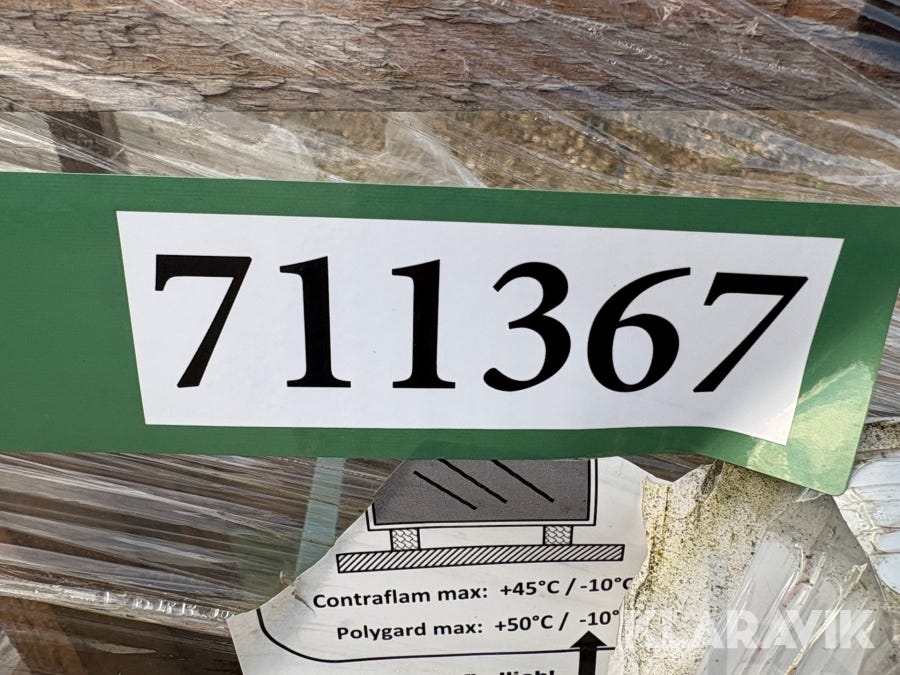 711367
Contraflam max: +45°C / -10°C
Polygard max: +50°C / -10°
KLARAVIK